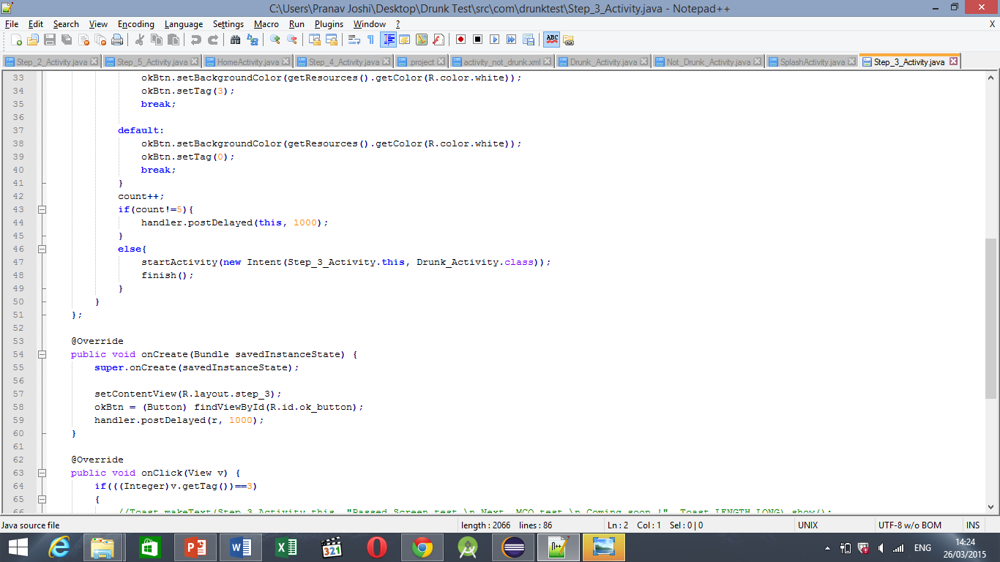 C:\Users\Pranav Joshi\Desktop\Drunk Test\src\com\drunktest\Step_3_Activity.java - Notepad++
File Edit Search View Encoding Language Settings Macro Run Plugins Window ? X
Step_2_Activity.java Step_5_Activity.java HomeActivity.java Step_4_Activity.java .project activity_not_drunk.xml Drunk_Activity.java Not_Drunk_Activity.java SplashActivity.java Step_3_Activity.java
33 okBtn.setBackgroundColor(getResources().getColor(R.color.white));
34 okBtn.setTag(3);
35 break;
36
37 default:
38 okBtn.setBackgroundColor(getResources().getColor(R.color.white));
39 okBtn.setTag(0);
40 break;
41 }
42 count++;
43 if(count!=5){
44 handler.postDelayed(this, 1000);
45 }
46 else{
47 startActivity(new Intent(Step_3_Activity.this, Drunk_Activity.class));
48 finish();
49 }
50 }
51 };
52
53 @Override
54 public void onCreate(Bundle savedInstanceState) {
55 super.onCreate(savedInstanceState);
56
57 setContentView(R.layout.step_3);
58 okBtn = (Button) findViewById(R.id.ok_button);
59 handler.postDelayed(r, 1000);
60 }
61
62 @Override
63 public void onClick(View v) {
64 if(((Integer)v.getTag())==3)
65 {
66 //Toast.makeText(Step_3_Activity.this, "Passed Screen test.\n Next, MCQ test.\n Coming soon !", Toast.LENGTH_LONG).show();
Java source file length : 2066 lines : 86 Ln : 2 Col : 1 Sel : 0 | 0 UNIX UTF-8 w/o BOM INS
ENG 14:24
26/03/2015